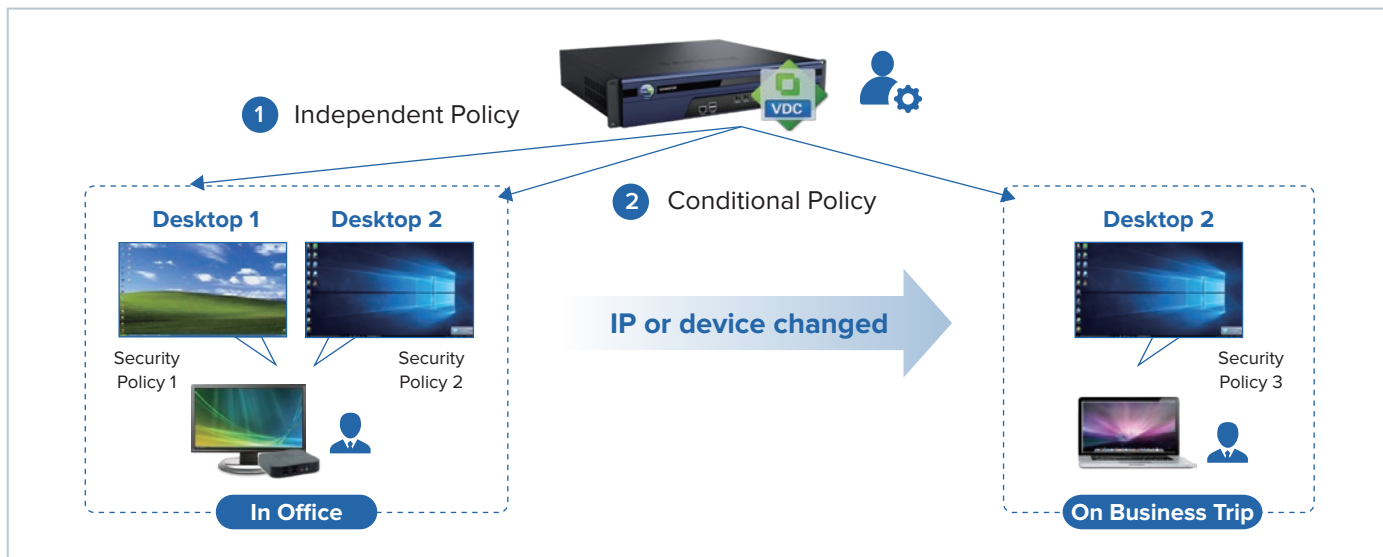 VDC
1 Independent Policy
2 Conditional Policy
Desktop 1
Desktop 2
Security
Policy 1
Security
Policy 2
In Office
IP or device changed
Desktop 2
Security
Policy 3
On Business Trip